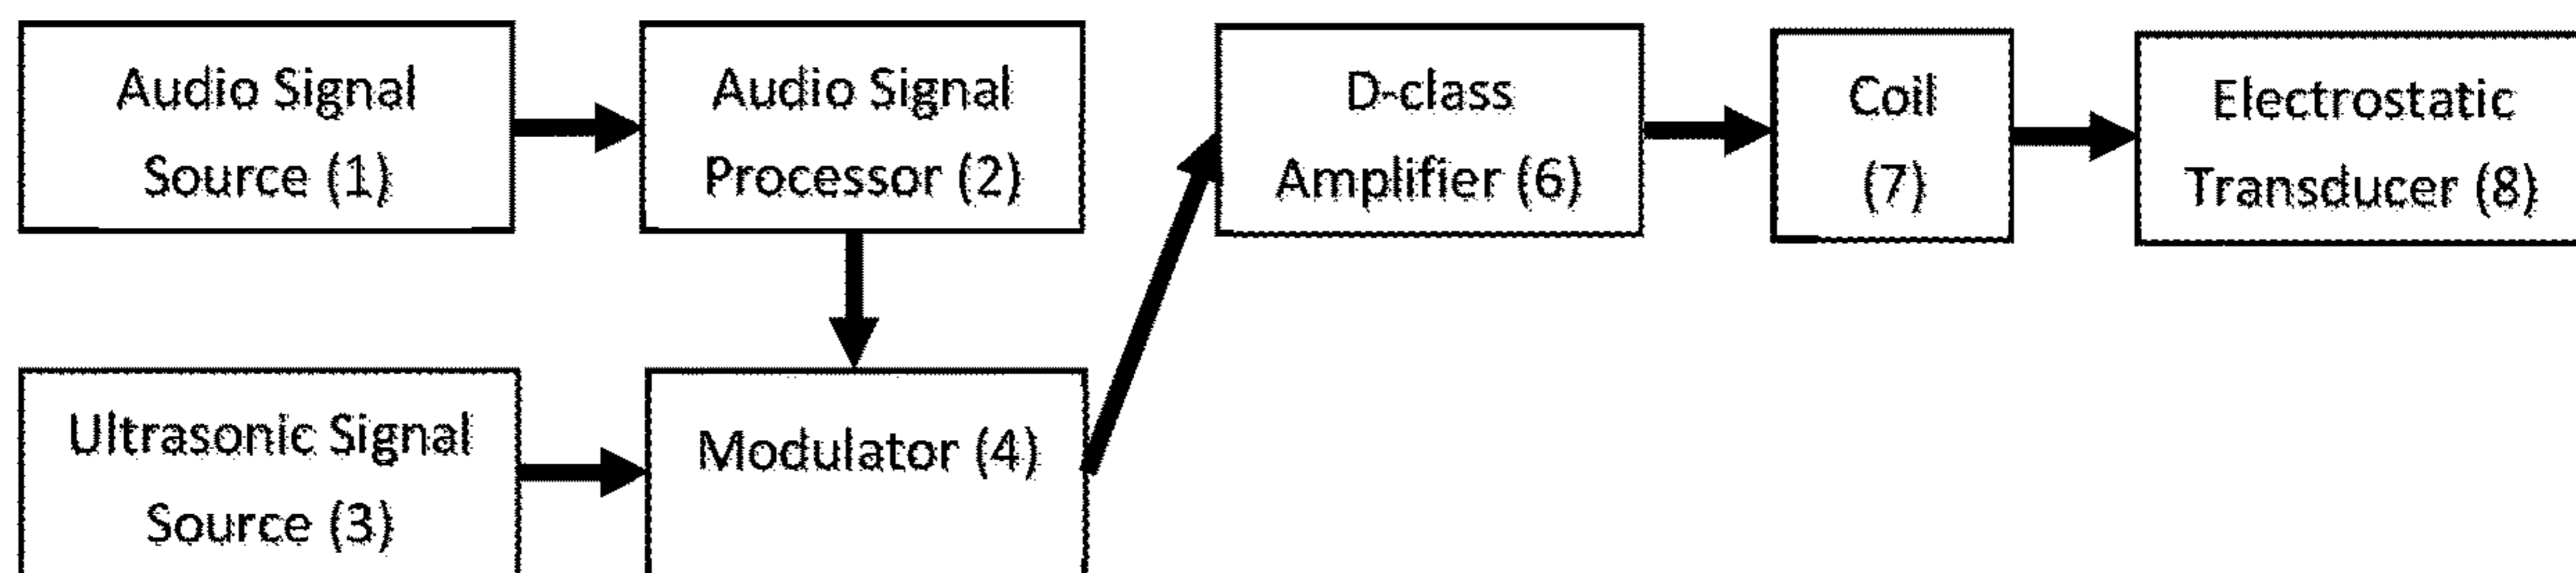 Audio Signal
Source (1)
Audio Signal
Processor (2)
D-class
Amplifier (6)
Coil
(7)
Electrostatic
Transducer (8)
Ultrasonic Signal
Source (3)
Modulator (4)